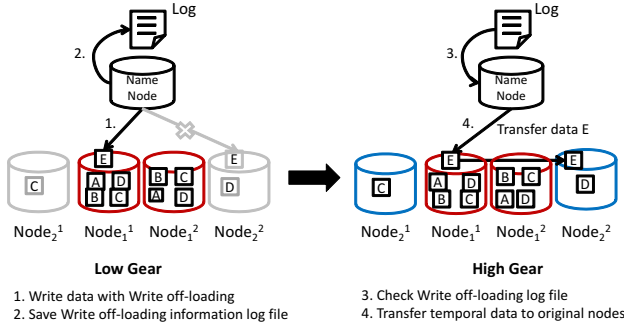 Log
2.
Name
Node
1.
E
E
C
A D
B C
B C
A D
D
Node₂¹
Node₁¹
Node₁²
Node₂²
Low Gear
1. Write data with Write off-loading
2. Save Write off-loading information log file
Log
3.
Name
Node
4.
Transfer data E
E
E
C
A D
B C
B C
A D
D
Node₂¹
Node₁¹
Node₁²
Node₂²
High Gear
3. Check Write off-loading log file
4. Transfer temporal data to original nodes